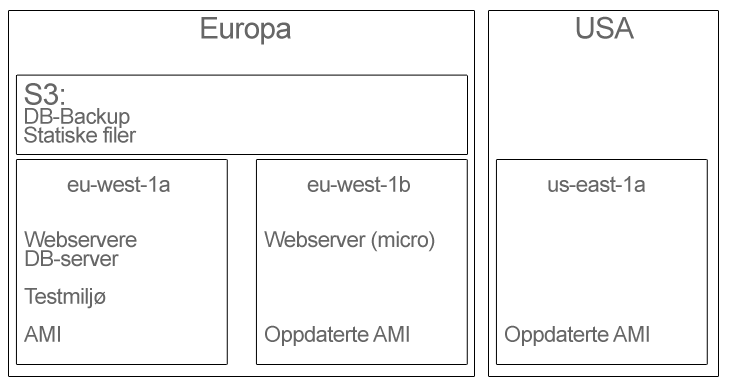 Europa
S3:
DB-Backup
Statiske filer
eu-west-1a
Webservere
DB-server
Testmiljø
AMI
eu-west-1b
Webserver (micro)
Oppdaterte AMI
USA
us-east-1a
Oppdaterte AMI